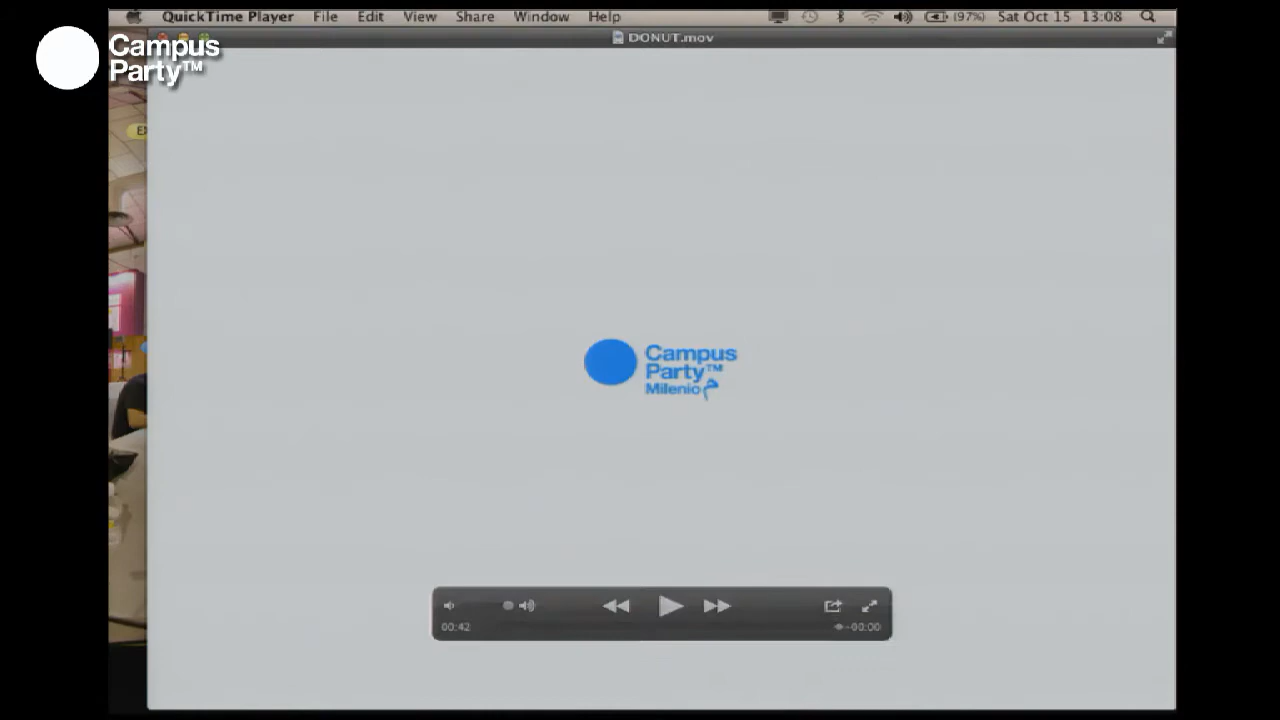 QuickTime Player File Edit View Share Window Help (97%) Sat Oct 15 13:08
DONUT.mov
Campus
Party™
Campus
Party™
Milenio م
00:42
-00:00